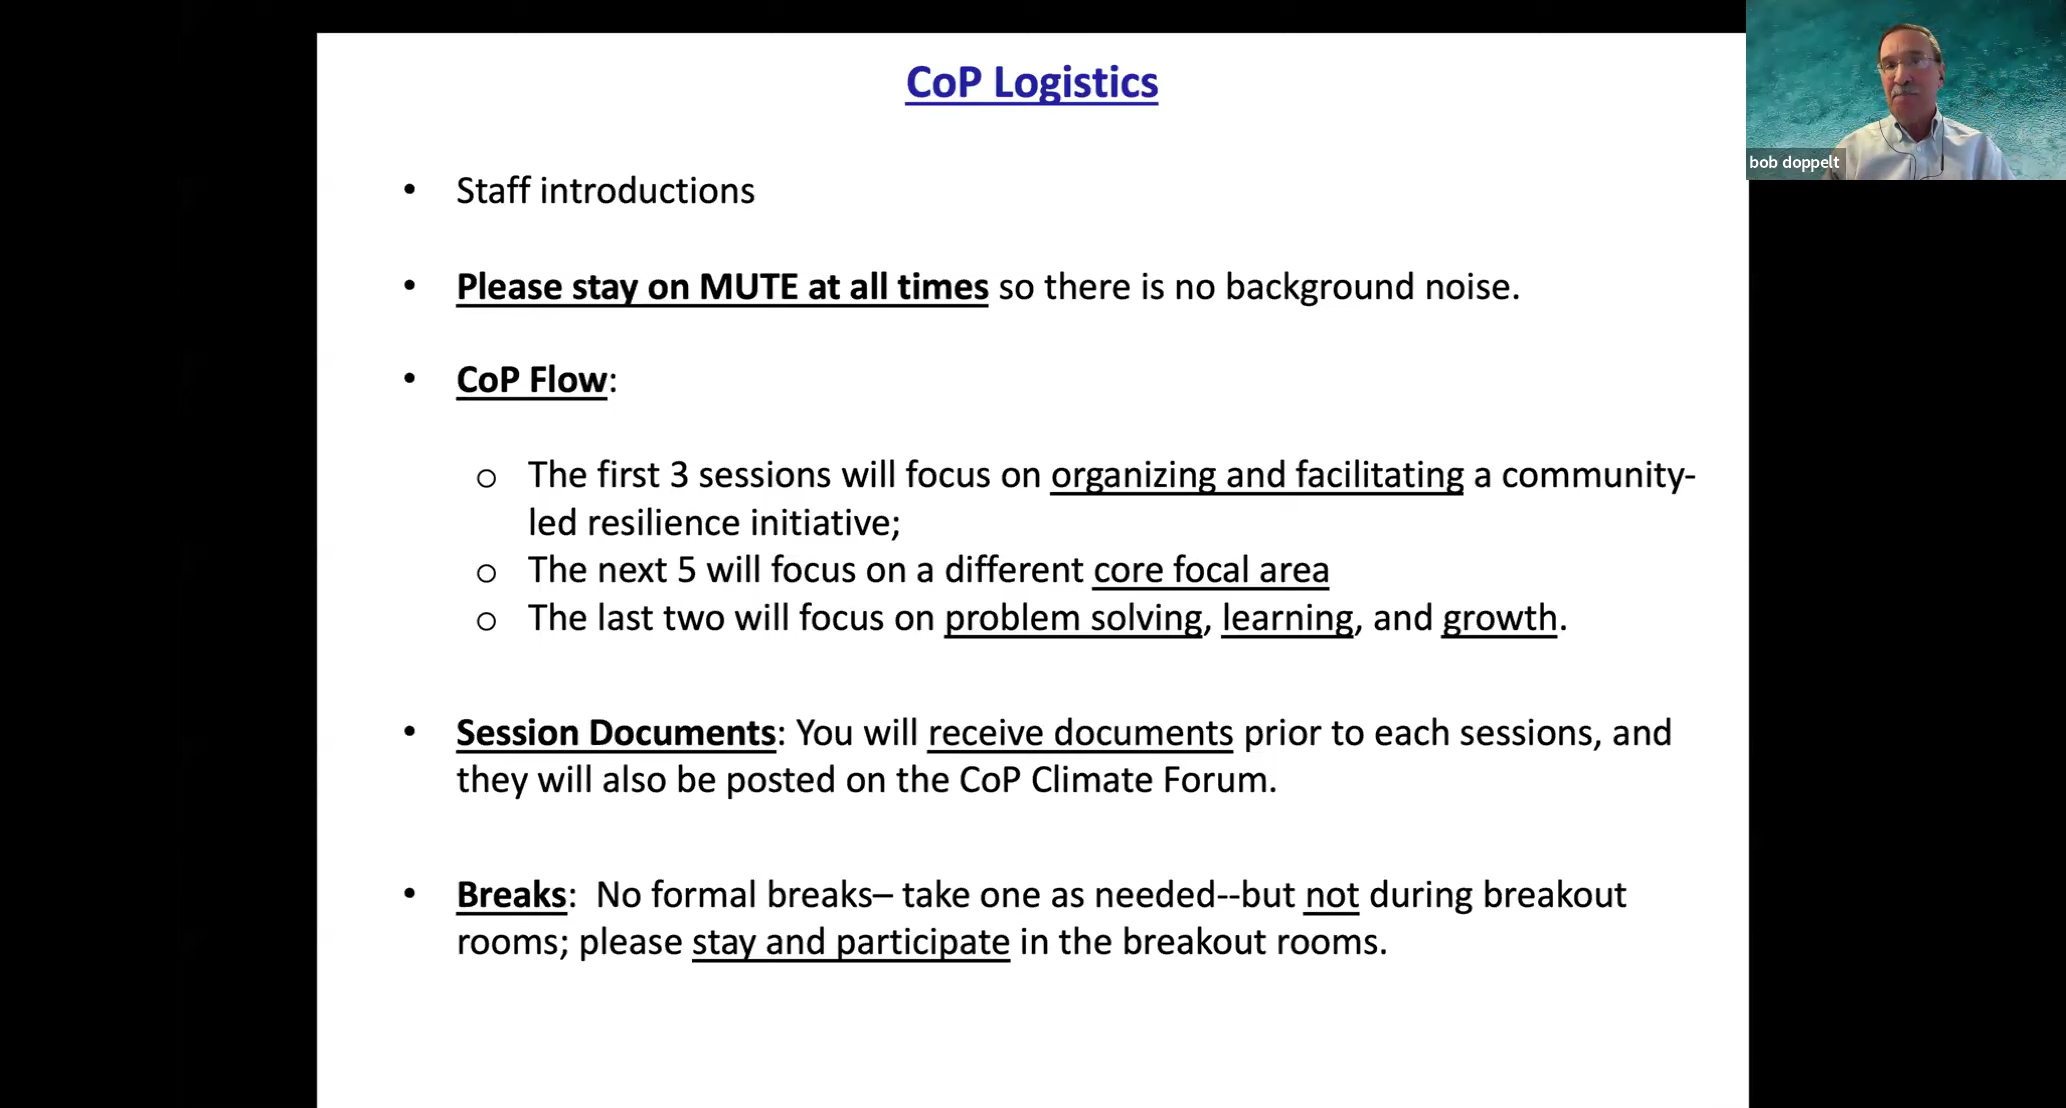 CoP Logistics
bob doppelt
• Staff introductions
• Please stay on MUTE at all times so there is no background noise.
• CoP Flow:
o The first 3 sessions will focus on organizing and facilitating a community-
led resilience initiative;
o The next 5 will focus on a different core focal area
o The last two will focus on problem solving, learning, and growth.
• Session Documents: You will receive documents prior to each sessions, and
they will also be posted on the CoP Climate Forum.
• Breaks:  No formal breaks– take one as needed--but not during breakout
rooms; please stay and participate in the breakout rooms.